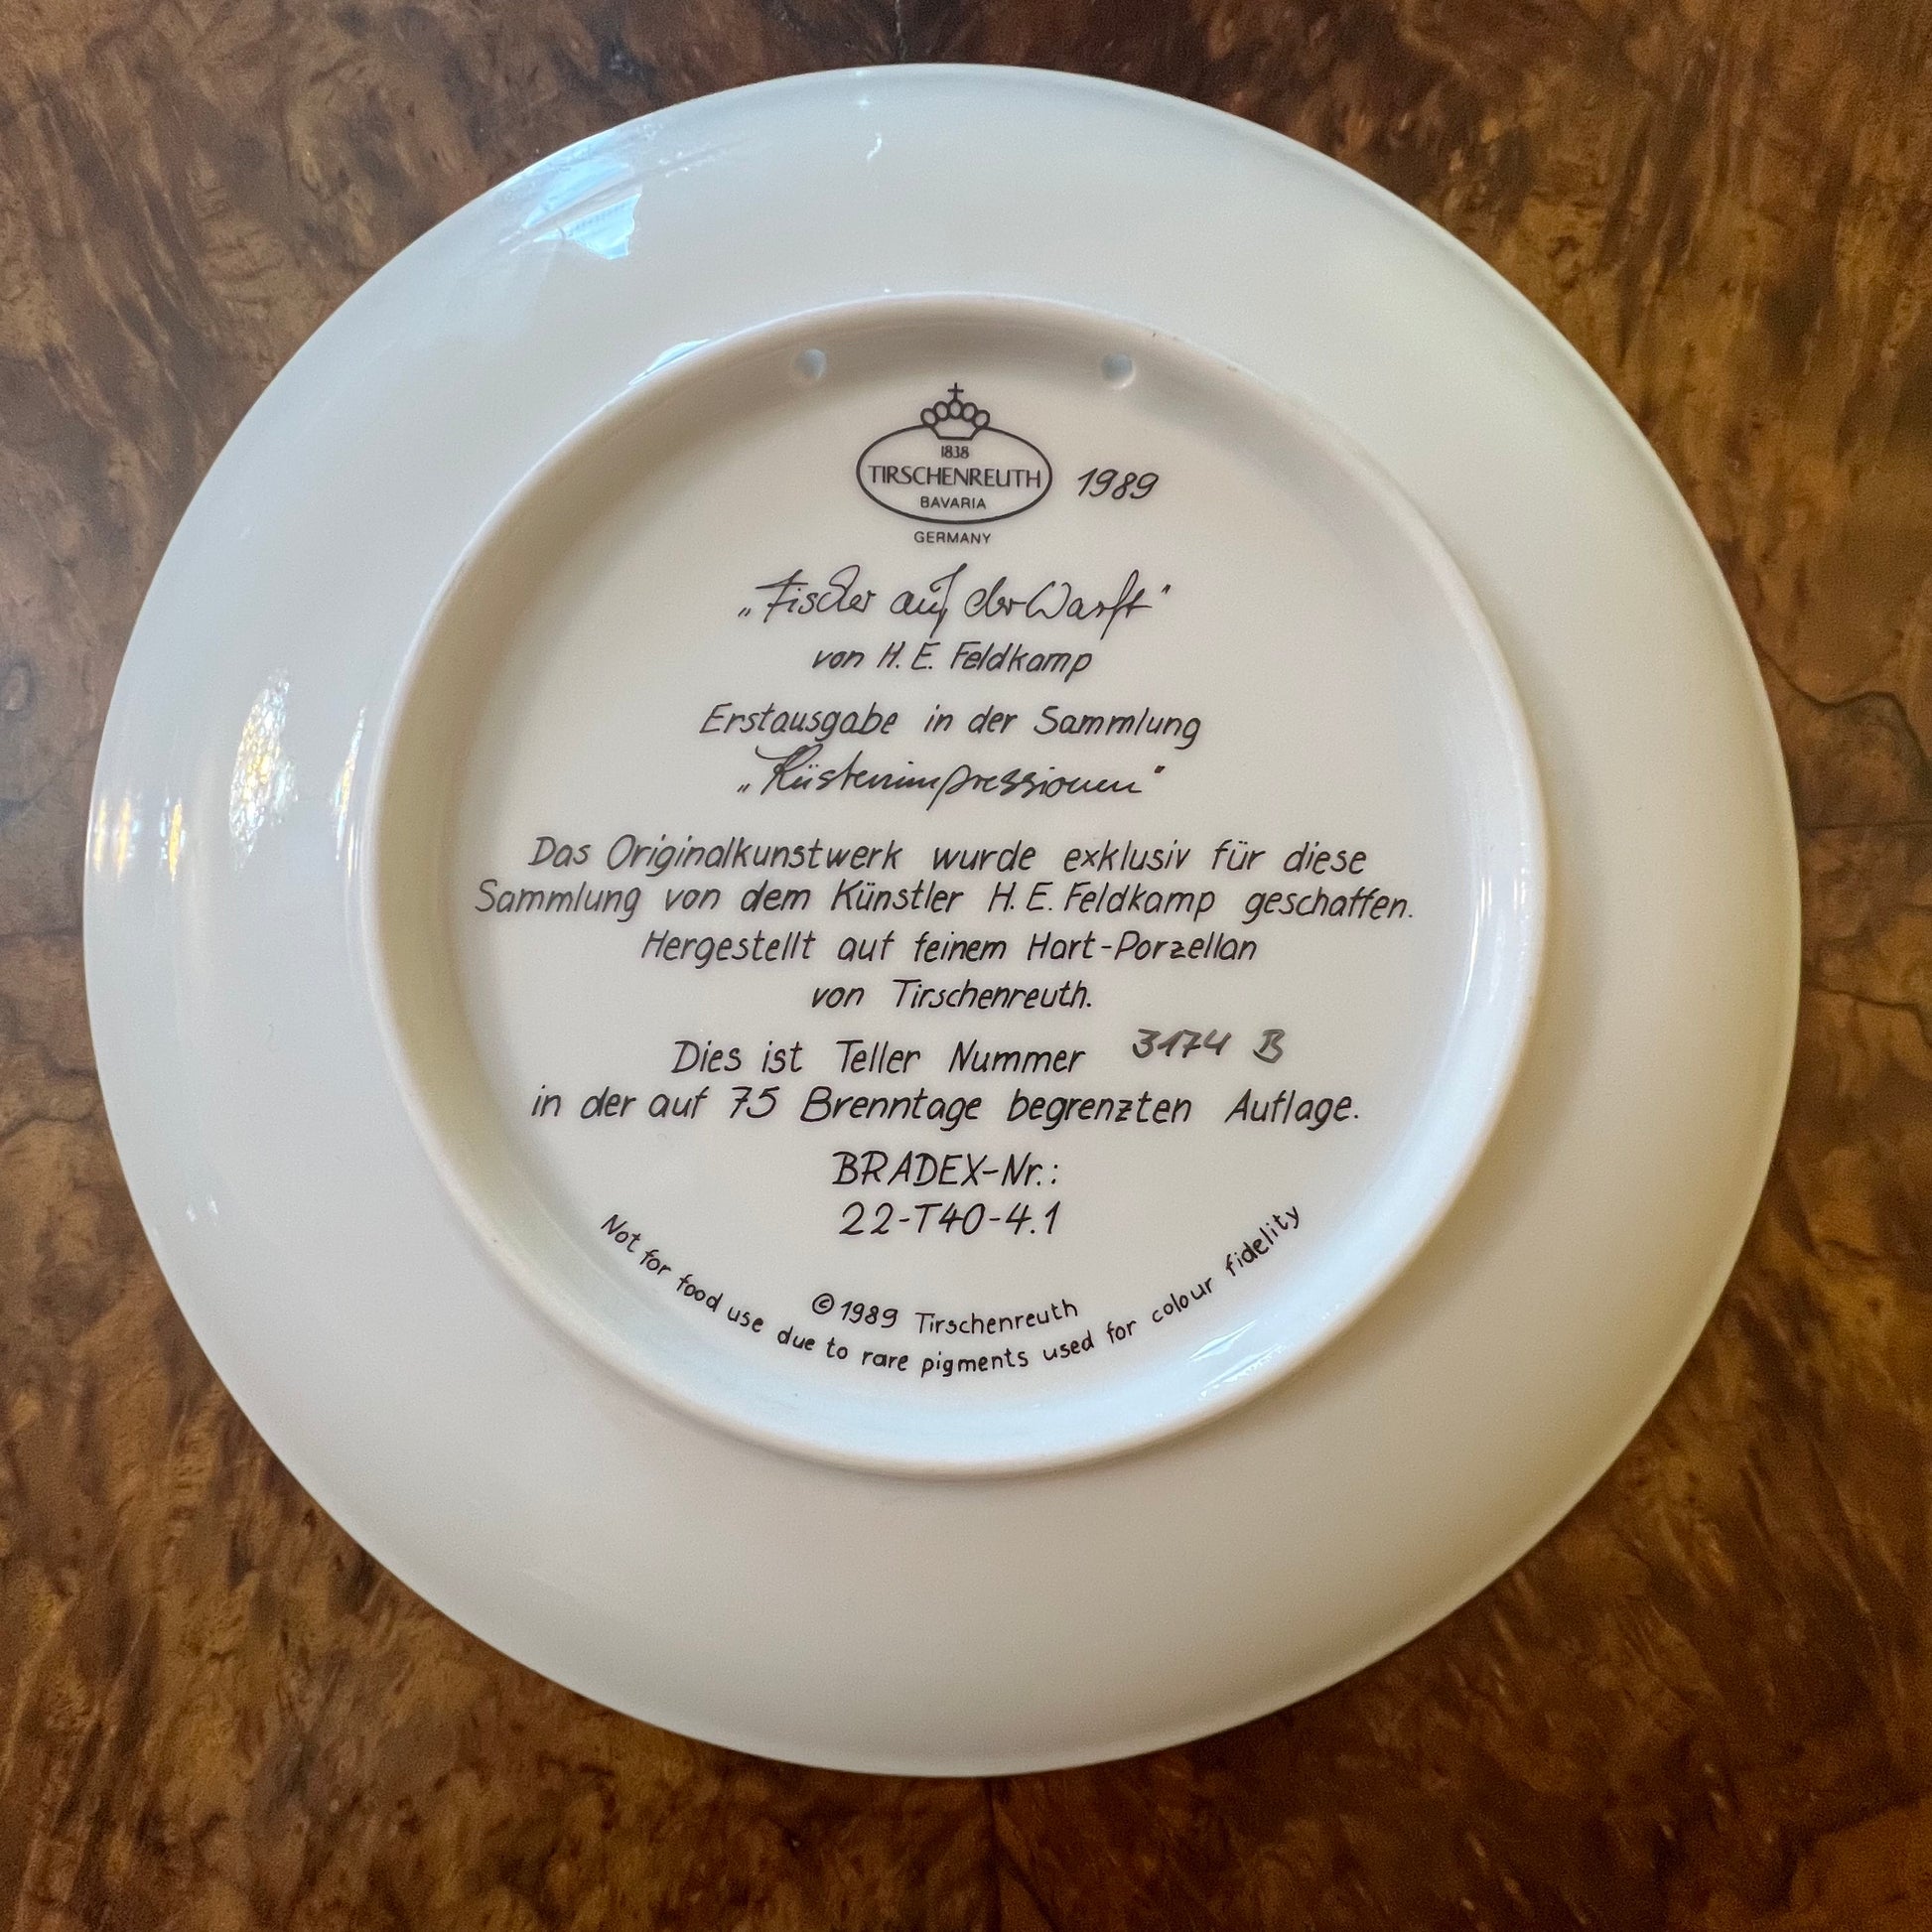 1838
TIRSCHENREUTH
BAVARIA
GERMANY
1989
„Fischer auf der Warft"
von H. E. Feldkamp
Erstausgabe in der Sammlung
„Küstenimpressionen"
Das Originalkunstwerk wurde exklusiv für diese
Sammlung von dem Künstler H. E. Feldkamp geschaffen.
Hergestellt auf feinem Hart-Porzellan
von Tirschenreuth.
Dies ist Teller Nummer 3174 B
in der auf 75 Brenntage begrenzten Auflage.
BRADEX-Nr.:
22-T40-4.1
© 1989 Tirschenreuth
Not for food use due to rare pigments used for colour fidelity